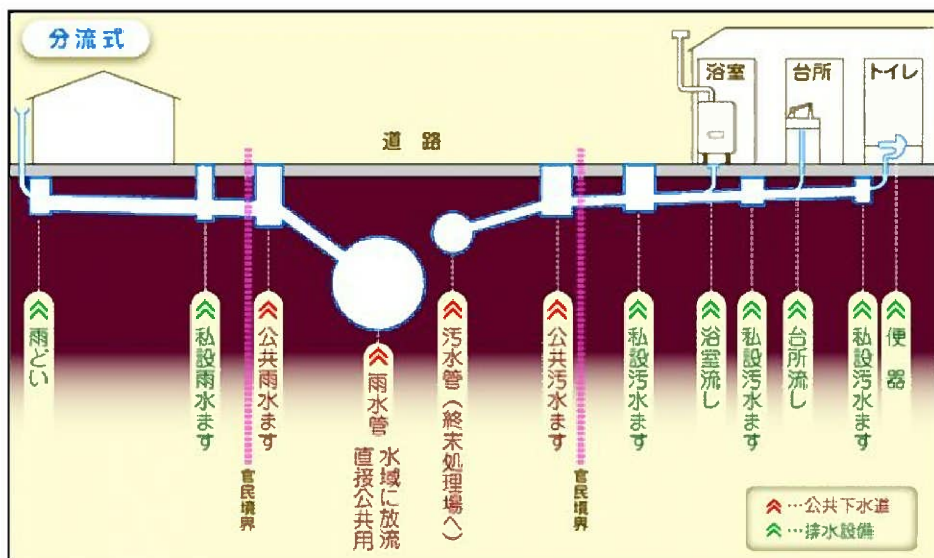 分流式
浴室
台所
トイレ
道路
雨どい
私設雨水ます
公共雨水ます
雨水管
直接公共用
水域に放流
汚水管（終末処理場へ）
公共汚水ます
私設汚水ます
浴室流し
私設汚水ます
台所流し
私設汚水ます
便器
官民境界
官民境界
…公共下水道
…排水設備